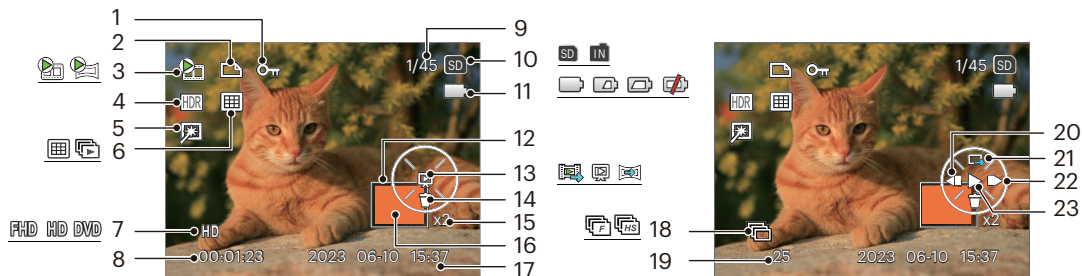 1
2
3
4
5
6
7
8
9
10
11
12
13
14
15
16
17
18
19
20
21
22
23
1/45 SD
HDR
HD
x2
00:01:23 2023 06-10 15:37
FHD HD DVD
SD IN
F HS
1/45 SD
HDR
x2
25 2023 06-10 15:37